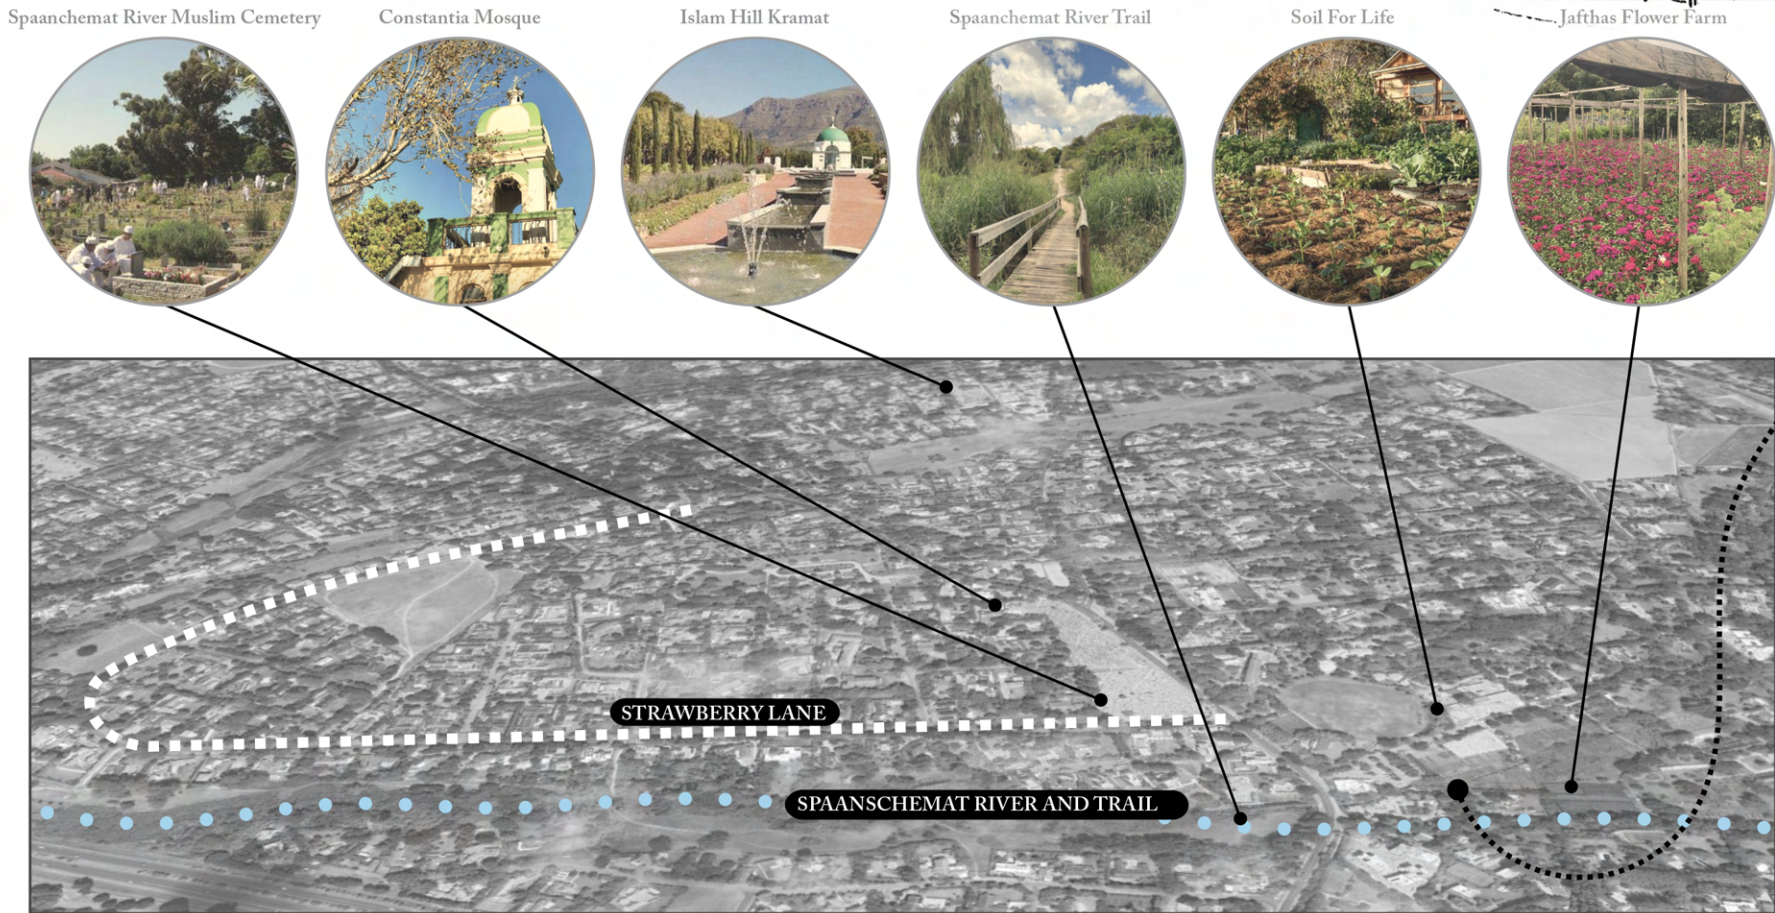 Spaanchemat River Muslim Cemetery
Constantia Mosque
Islam Hill Kramat
Spaanchemat River Trail
Soil For Life
Jafthas Flower Farm
STRAWBERRY LANE
SPAANSCHEMAT RIVER AND TRAIL